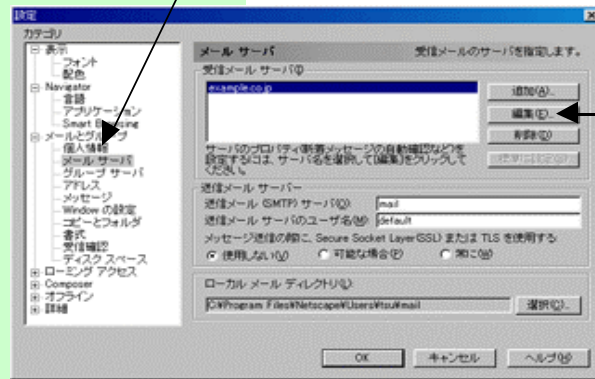 設定
カテゴリ
表示
フォント
配色
Navigator
言語
アプリケーション
Smart Browsing
メールとグループ
個人情報
メール サーバ
グループ サーバ
アドレス
メッセージ
Window の設定
コピーとフォルダ
書式
受信確認
ディスク スペース
ローミング アクセス
Composer
オフライン
詳細
メール サーバ
受信メールのサーバを指定します。
受信メール サーバ(I)
example.co.jp
追加(A)...
編集(E)...
削除(D)
サーバのプロパティ(新着メッセージの自動確認など)を
設定するには、サーバ名を選択して[編集]をクリックして
ください。
送信メール サーバー
送信メール (SMTP) サーバ(O):
mail
送信メール サーバのユーザ名(M):
default
メッセージ送信の際に、Secure Socket Layer(SSL) または TLS を使用する:
使用しない(V)
可能な場合(P)
常に(W)
ローカル メール ディレクトリ(L):
C:¥Program Files¥Netscape¥Users¥tsu¥mail
選択(C)...
OK
キャンセル
ヘルプ(H)